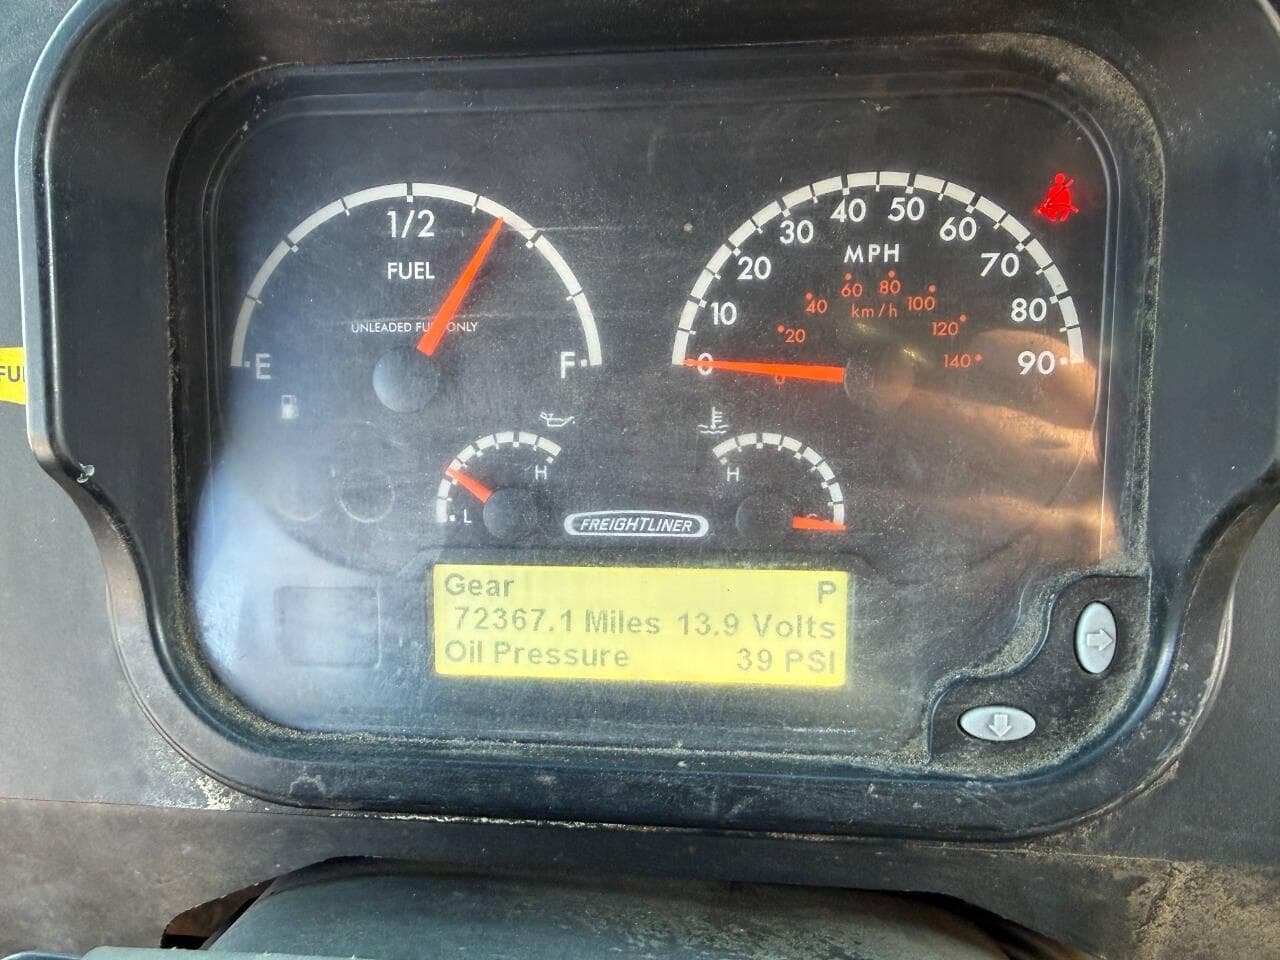 1/2
FUEL
UNLEADED FUEL ONLY
E
F
0
10
20
30
40
50
60
70
80
90
MPH
km/h
0
20
40
60
80
100
120
140
L
H
H
FREIGHTLINER
Gear P
72367.1 Miles 13.9 Volts
Oil Pressure 39 PSI